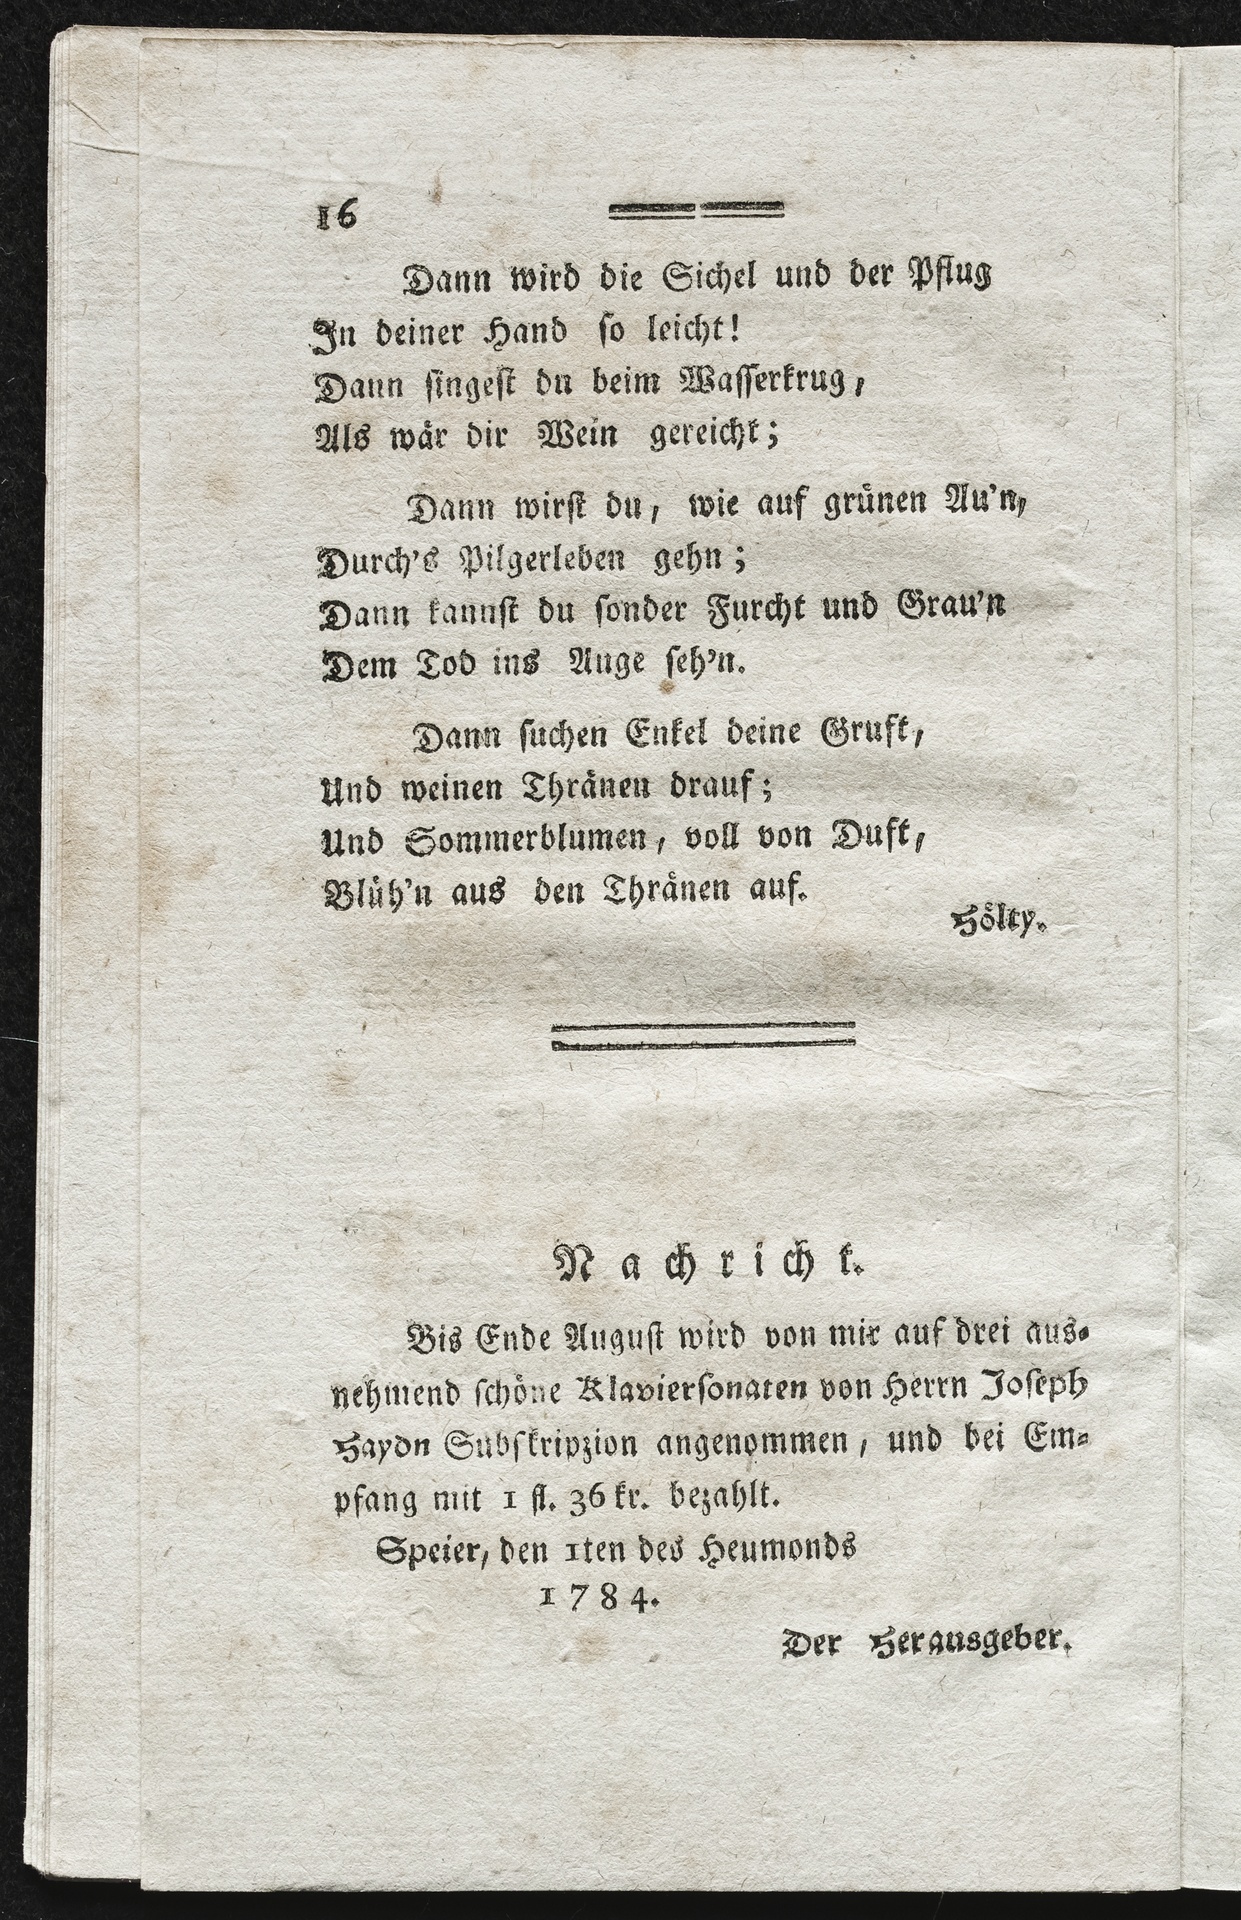 16
Dann wird die Sichel und der Pflug
In deiner Hand so leicht!
Dann singest du beim Wasserkrug,
Als wär dir Wein gereicht;
Dann wirst du, wie auf grünen Au'n,
Durch's Pilgerleben gehn;
Dann kannst du sonder Furcht und Grau'n
Dem Tod ins Auge seh'n.
Dann suchen Enkel deine Gruft,
Und weinen Thränen drauf;
Und Sommerblumen, voll von Duft,
Blüh'n aus den Thränen auf.
Hölty.
Nachricht.
Bis Ende August wird von mir auf drei aus-
nehmend schöne Klaviersonaten von Herrn Joseph
Haydn Subskripzion angenommen, und bei Em-
pfang mit 1 fl. 36 kr. bezahlt.
Speier, den 1ten des Heumonds
1784.
Der Herausgeber.